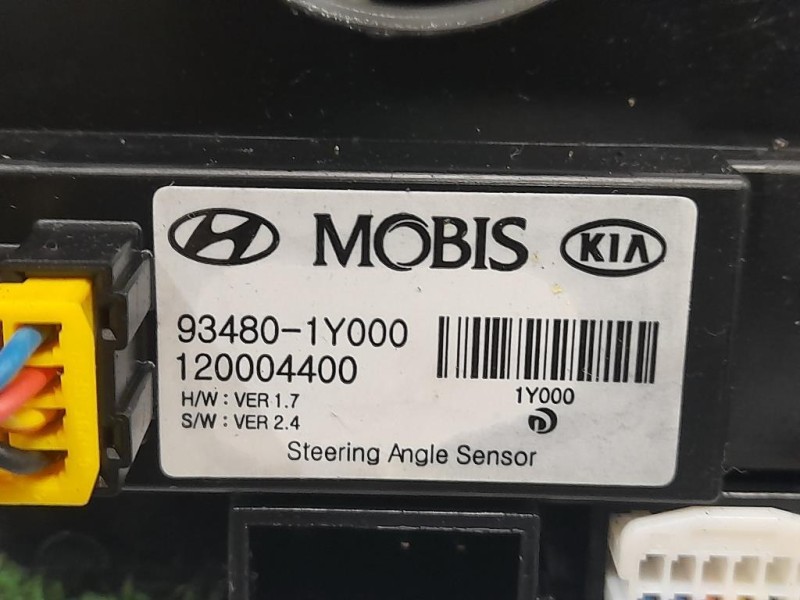 MOBIS KIA
93480-1Y000
120004400
H/W : VER 1.7
S/W : VER 2.4
1Y000
Steering Angle Sensor